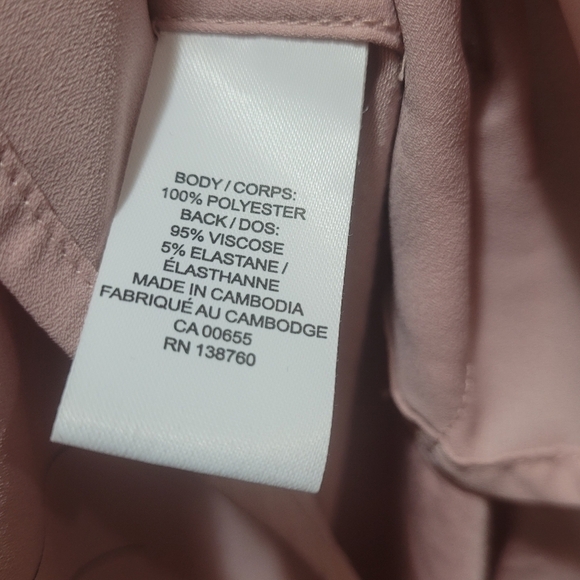 BODY / CORPS:
100% POLYESTER
BACK / DOS:
95% VISCOSE
5% ELASTANE /
ÉLASTHANNE
MADE IN CAMBODIA
FABRIQUÉ AU CAMBODGE
CA 00655
RN 138760